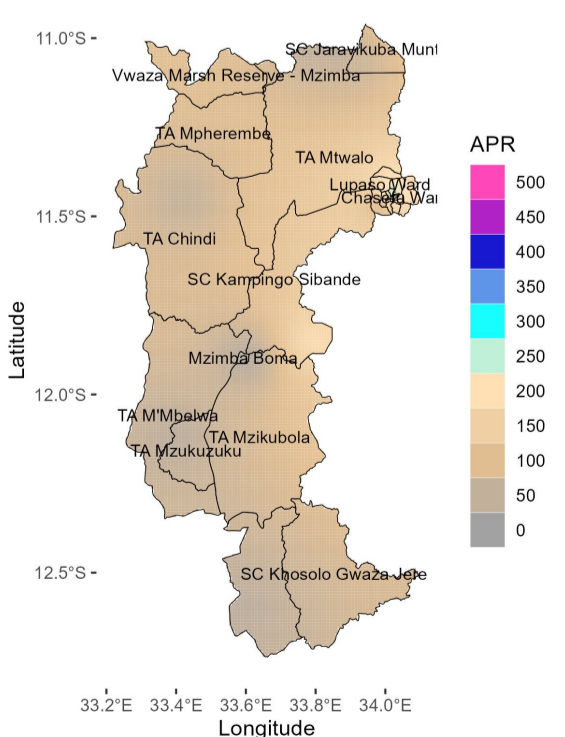 11.0°S
SC Jaravikuba Munt
Vwaza Marsh Reserve - Mzimba
TA Mpherembe
TA Mtwalo
Lupaso Ward
Chasefa War
11.5°S
TA Chindi
SC Kampingo Sibande
Mzimba Boma
12.0°S
TA M'Mbelwa
TA Mzikubola
TA Mzukuzuku
12.5°S
SC Khosolo Gwaza Jere
33.2°E 33.4°E 33.6°E 33.8°E 34.0°E
Longitude
Latitude
APR
500
450
400
350
300
250
200
150
100
50
0